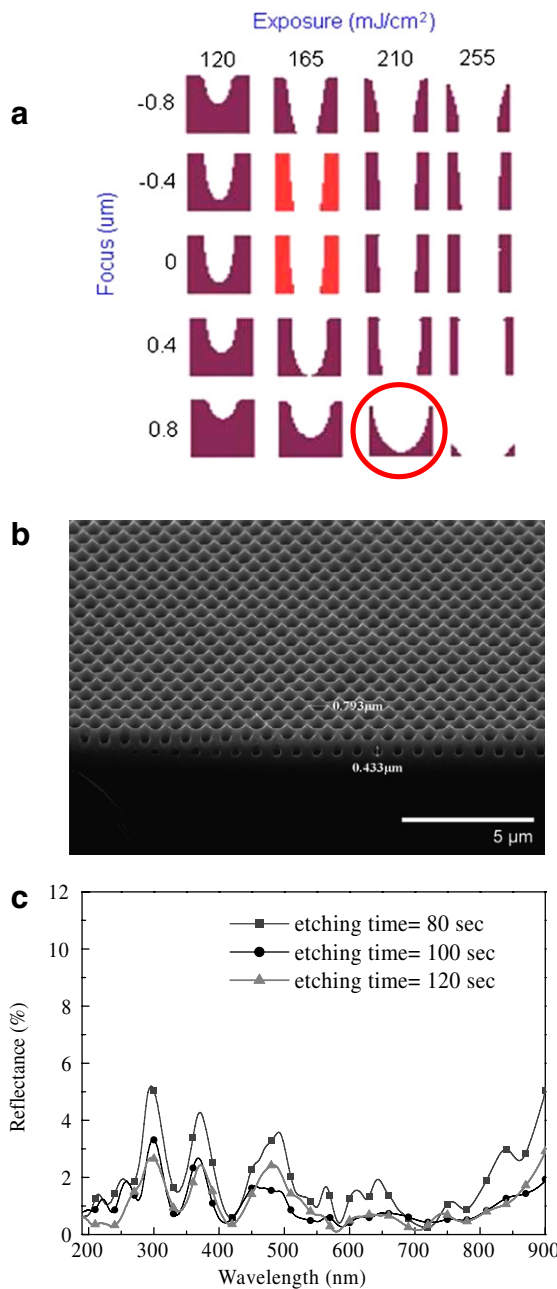 Exposure (mJ/cm²)
120 165 210 255
a
-0.8
-0.4
0
0.4
0.8
Focus (um)
b
0.793μm
0.433μm
5 μm
c
12
10
8
6
4
2
0
Reflectance (%)
etching time= 80 sec
etching time= 100 sec
etching time= 120 sec
200 300 400 500 600 700 800 900
Wavelength (nm)